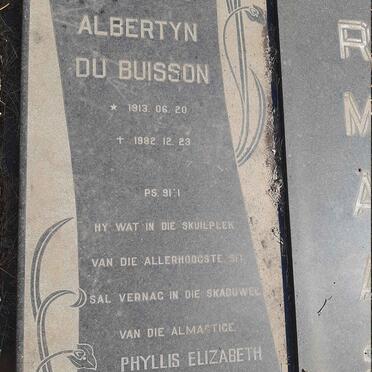 ALBERTYN
DU BUISSON
★ 1913. 06. 20
✝ 1982. 12. 23
PS. 91:1
HY WAT IN DIE SKUILPLEK
VAN DIE ALLERHOOGSTE SIT,
SAL VERNAG IN DIE SKADUWEE
VAN DIE ALMAGTIGE.
PHYLLIS ELIZABETH
R
M
A